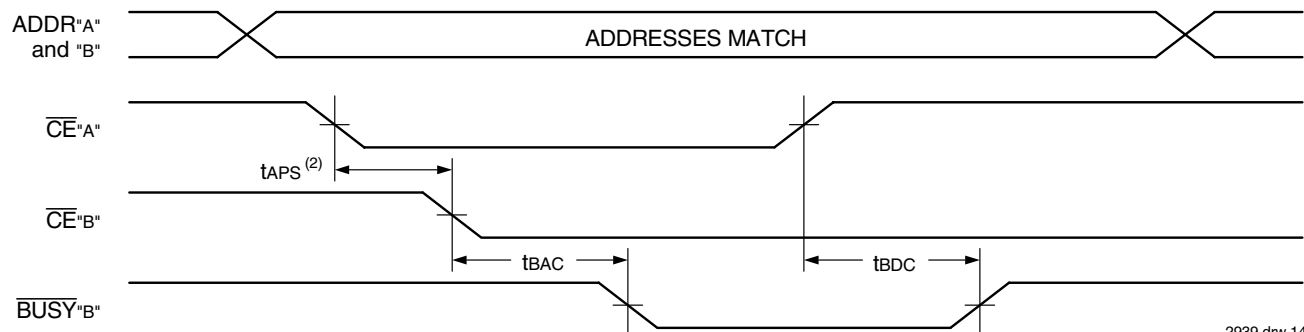 ADDR"A"
and "B"
ADDRESSES MATCH
CE"A"
tAPS (2)
CE"B"
tBAC
tBDC
BUSY"B"
2939 drw 14